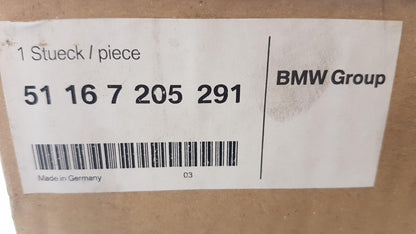 1 Stueck / piece
51 16 7 205 291
BMW Group
Made in Germany
03